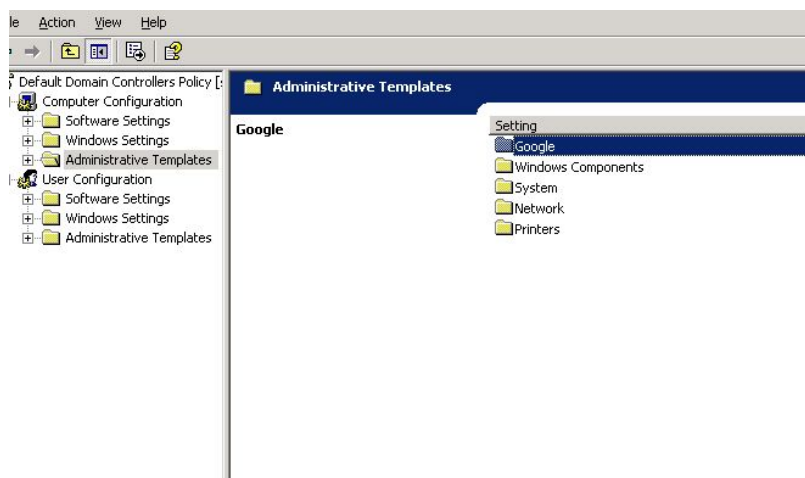 le Action View Help
Default Domain Controllers Policy [
Computer Configuration
Software Settings
Windows Settings
Administrative Templates
User Configuration
Software Settings
Windows Settings
Administrative Templates
Administrative Templates
Google
Setting
Google
Windows Components
System
Network
Printers